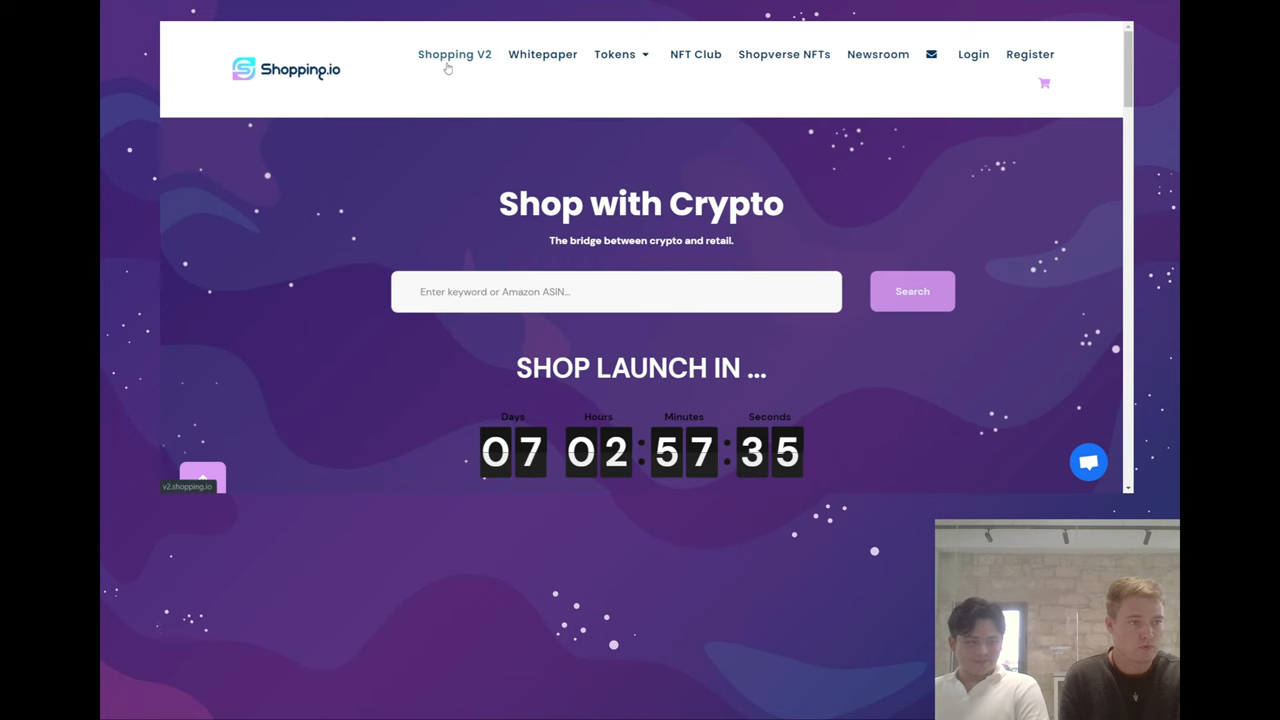 Shopping.io
Shopping V2 Whitepaper Tokens NFT Club Shopverse NFTs Newsroom Login Register
Shop with Crypto
The bridge between crypto and retail.
Enter keyword or Amazon ASIN...
Search
SHOP LAUNCH IN ...
Days Hours Minutes Seconds
07 02 : 57 : 35
v2.shopping.io